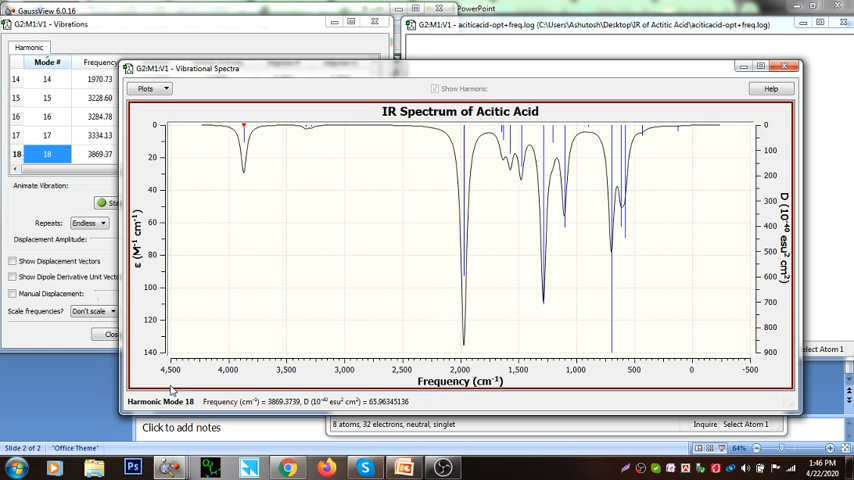 GaussView 6.0.16
PowerPoint
G2:M1:V1 - Vibrations
G2:M1:V1 - aciticacid-opt+freq.log (C:\Users\Ashutosh\Desktop\IR of Actitic Acid\aciticacid-opt+freq.log)
Harmonic
Mode #
Frequency
14 14 1970.73
15 15 3228.60
16 16 3284.78
17 17 3334.13
18 18 3869.37
Animate Vibration:
Sta
Repeats: Endless
Displacement Amplitude:
Show Displacement Vectors
Show Dipole Derivative Unit Vecto
Manual Displacement:
Scale frequencies? Don't scale
Clos
G2:M1:V1 - Vibrational Spectra
Plots
Show Harmonic
Help
IR Spectrum of Acitic Acid
0
20
40
60
80
100
120
140
ε (M⁻¹ cm⁻¹)
0
100
200
300
400
500
600
700
800
900
D (10⁻⁴⁰ esu² cm²)
4,500 4,000 3,500 3,000 2,500 2,000 1,500 1,000 500 0 -500
Frequency (cm⁻¹)
Harmonic Mode 18 Frequency (cm⁻¹) = 3869.3739, D (10⁻⁴⁰ esu² cm²) = 65.96345136
Select Atom 1
8 atoms, 32 electrons, neutral, singlet
Inquire Select Atom 1
Click to add notes
Slide 2 of 2 "Office Theme"
64%
Ps
S
1:46 PM
4/22/2020